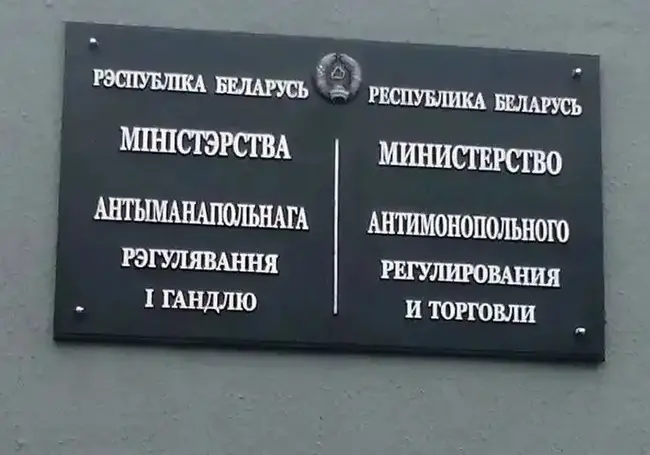 РЭСПУБЛІКА БЕЛАРУСЬ
МІНІСТЭРСТВА
АНТЫМАНАПОЛЬНАГА
РЭГУЛЯВАННЯ
І ГАНДЛЮ
РЕСПУБЛИКА БЕЛАРУСЬ
МИНИСТЕРСТВО
АНТИМОНОПОЛЬНОГО
РЕГУЛИРОВАНИЯ
И ТОРГОВЛИ